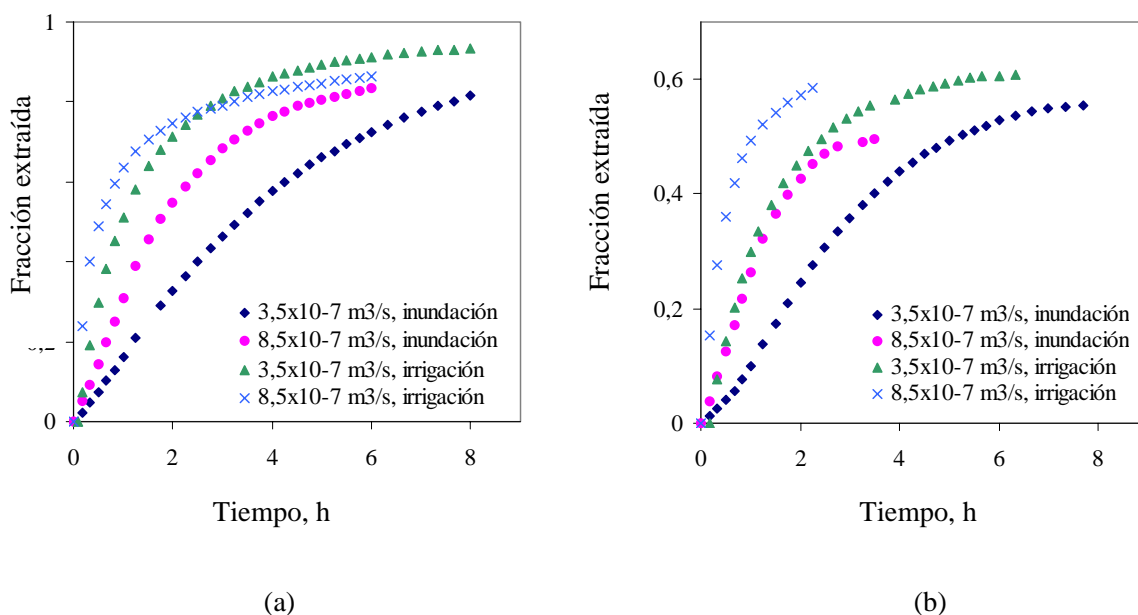 1
Fracción extraída
0
3,5x10-7 m3/s, inundación
8,5x10-7 m3/s, inundación
3,5x10-7 m3/s, irrigación
8,5x10-7 m3/s, irrigación
0 2 4 6 8
Tiempo, h
(a)
0,6
0,6
0,4
0,2
0
Fracción extraída
3,5x10-7 m3/s, inundación
8,5x10-7 m3/s, inundación
3,5x10-7 m3/s, irrigación
8,5x10-7 m3/s, irrigación
0 2 4 6 8
Tiempo, h
(b)